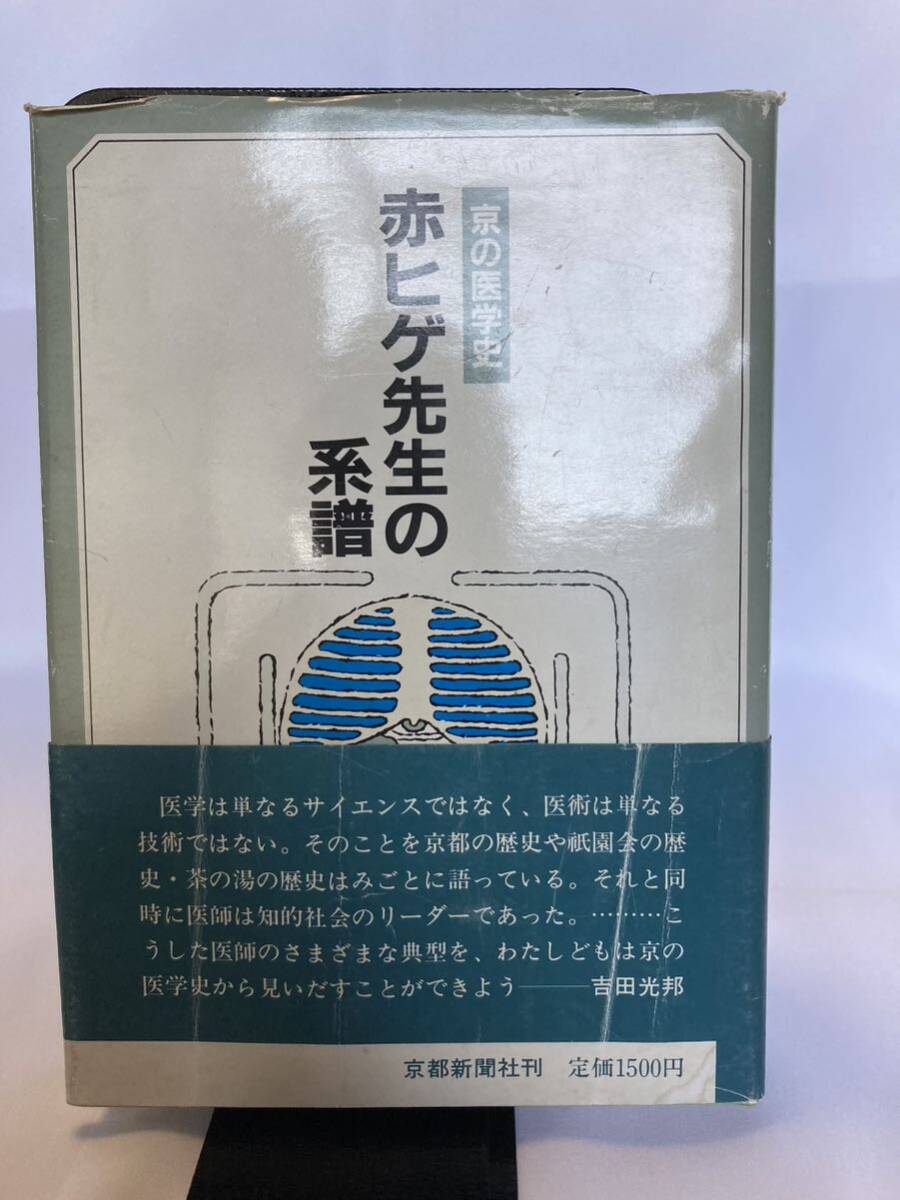 京の医学史
赤ヒゲ先生の
系譜
医学は単なるサイエンスではなく、医術は単なる
技術ではない。そのことを京都の歴史や祇園会の歴
史・茶の湯の歴史はみごとに語っている。それと同
時に医師は知的社会のリーダーであった。………こ
うした医師のさまざまな典型を、わたしどもは京の
医学史から見いだすことができよう――吉田光邦
京都新聞社刊 定価1500円